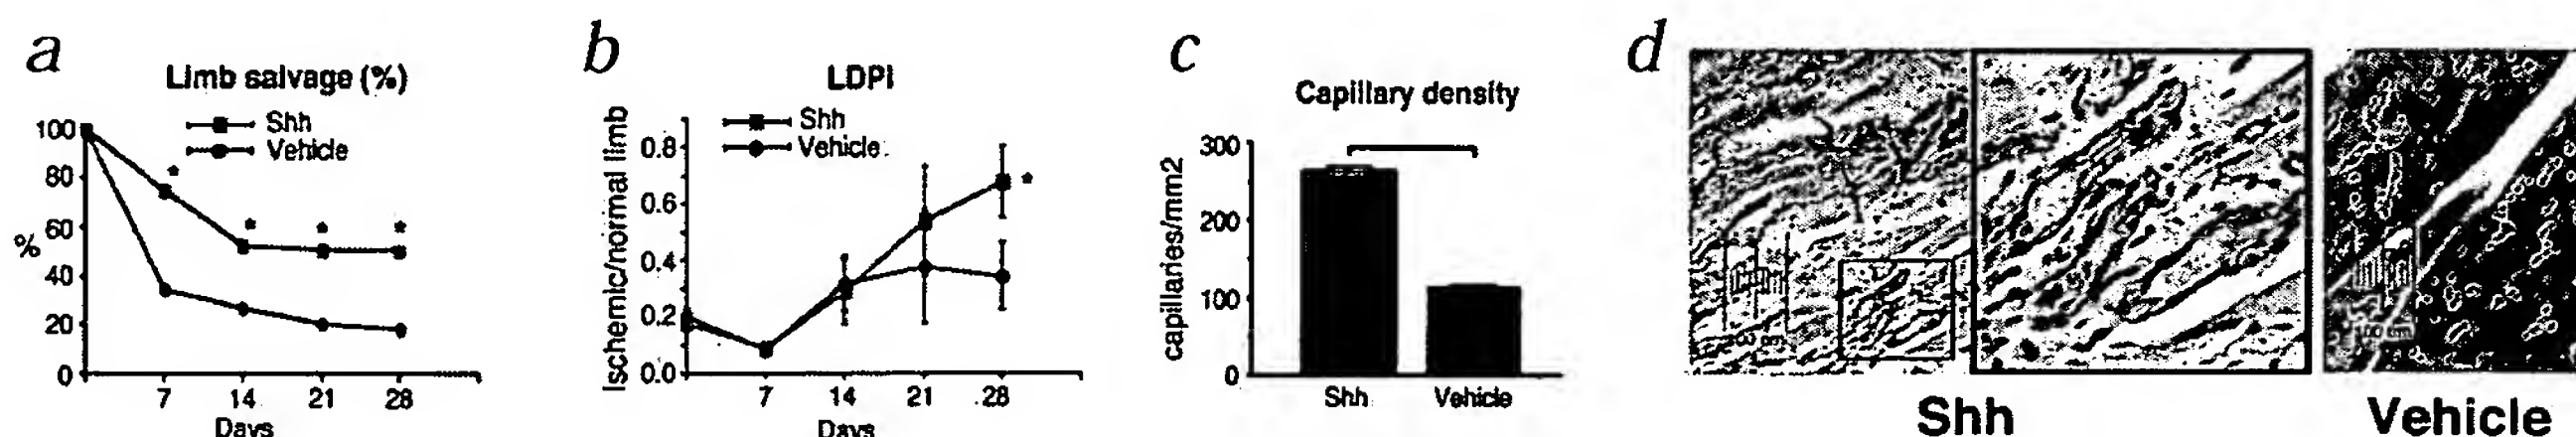 a
Limb salvage (%)
Shh
Vehicle
100
80
60
40
20
0
%
7 14 21 28
Days
b
LDPI
Shh
Vehicle
Ischemic/normal limb
0.8
0.6
0.4
0.2
0.0
7 14 21 28
Days
c
Capillary density
capillaries/mm2
300
200
100
0
Shh Vehicle
d
Shh
Vehicle